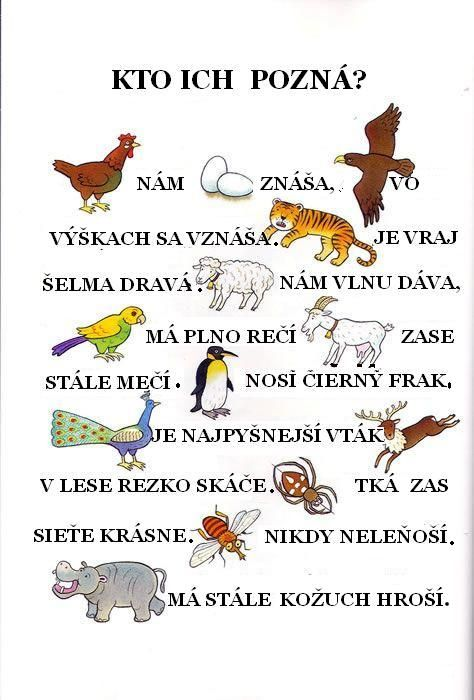 KTO ICH POZNÁ?
NÁM ZNÁŠA, VO
VÝŠKACH SA VZNÁŠA. JE VRAJ
ŠELMA DRAVÁ. NÁM VLNU DÁVA,
MÁ PLNO REČÍ ZASE
STÁLE MEČÍ. NOSÍ ČIERNY FRAK.
JE NAJPYŠNEJŠÍ VTÁK
V LESE REZKO SKÁČE. TKÁ ZAS
SIEŤE KRÁSNE. NIKDY NELEŇOŠÍ.
MÁ STÁLE KOŽUCH HROŠÍ.